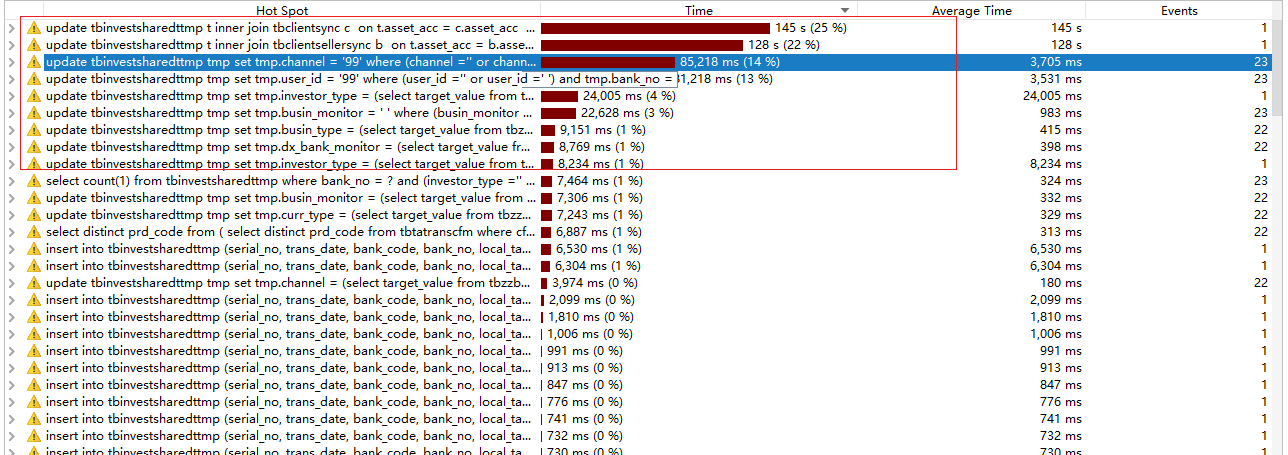 Hot Spot Time Average Time Events
update tbinvestsharedttmp t inner join tbclientsync c on t.asset_acc = c.asset_acc ... 145 s (25 %) 145 s 1
update tbinvestsharedttmp t inner join tbclientsellersync b on t.asset_acc = b.asse... 128 s (22 %) 128 s 1
update tbinvestsharedttmp tmp set tmp.channel = '99' where (channel ='' or chann... 85,218 ms (14 %) 3,705 ms 23
update tbinvestsharedttmp tmp set tmp.user_id = '99' where (user_id ='' or user_id =' ') and tmp.bank_no = 31,218 ms (13 %) 3,531 ms 23
update tbinvestsharedttmp tmp set tmp.investor_type = (select target_value from t... 24,005 ms (4 %) 24,005 ms 1
update tbinvestsharedttmp tmp set tmp.busin_monitor = ' ' where (busin_monitor ... 22,628 ms (3 %) 983 ms 23
update tbinvestsharedttmp tmp set tmp.busin_type = (select target_value from tbz... 9,151 ms (1 %) 415 ms 22
update tbinvestsharedttmp tmp set tmp.dx_bank_monitor = (select target_value fr... 8,769 ms (1 %) 398 ms 22
update tbinvestsharedttmp tmp set tmp.investor_type = (select target_value from t... 8,234 ms (1 %) 8,234 ms 1
select count(1) from tbinvestsharedttmp where bank_no = ? and (investor_type ='' ... 7,464 ms (1 %) 324 ms 23
update tbinvestsharedttmp tmp set tmp.busin_monitor = (select target_value from ... 7,306 ms (1 %) 332 ms 22
update tbinvestsharedttmp tmp set tmp.curr_type = (select target_value from tbzz... 7,243 ms (1 %) 329 ms 22
select distinct prd_code from ( select distinct prd_code from tbtatranscfm where cf... 6,887 ms (1 %) 313 ms 22
insert into tbinvestsharedttmp (serial_no, trans_date, bank_code, bank_no, local_ta... 6,530 ms (1 %) 6,530 ms 1
insert into tbinvestsharedttmp (serial_no, trans_date, bank_code, bank_no, local_ta... 6,304 ms (1 %) 6,304 ms 1
update tbinvestsharedttmp tmp set tmp.channel = (select target_value from tbzzb... 3,974 ms (0 %) 180 ms 22
insert into tbinvestsharedttmp (serial_no, trans_date, bank_code, bank_no, local_ta... 2,099 ms (0 %) 2,099 ms 1
insert into tbinvestsharedttmp (serial_no, trans_date, bank_code, bank_no, local_ta... 1,810 ms (0 %) 1,810 ms 1
insert into tbinvestsharedttmp (serial_no, trans_date, bank_code, bank_no, local_ta... 1,006 ms (0 %) 1,006 ms 1
insert into tbinvestsharedttmp (serial_no, trans_date, bank_code, bank_no, local_ta... 991 ms (0 %) 991 ms 1
insert into tbinvestsharedttmp (serial_no, trans_date, bank_code, bank_no, local_ta... 913 ms (0 %) 913 ms 1
insert into tbinvestsharedttmp (serial_no, trans_date, bank_code, bank_no, local_ta... 847 ms (0 %) 847 ms 1
insert into tbinvestsharedttmp (serial_no, trans_date, bank_code, bank_no, local_ta... 776 ms (0 %) 776 ms 1
insert into tbinvestsharedttmp (serial_no, trans_date, bank_code, bank_no, local_ta... 741 ms (0 %) 741 ms 1
insert into tbinvestsharedttmp (serial_no, trans_date, bank_code, bank_no, local_ta... 732 ms (0 %) 732 ms 1
insert into tbinvestsharedttmp (serial_no, trans_date, bank_code, bank_no, local_ta... 730 ms (0 %) 730 ms 1